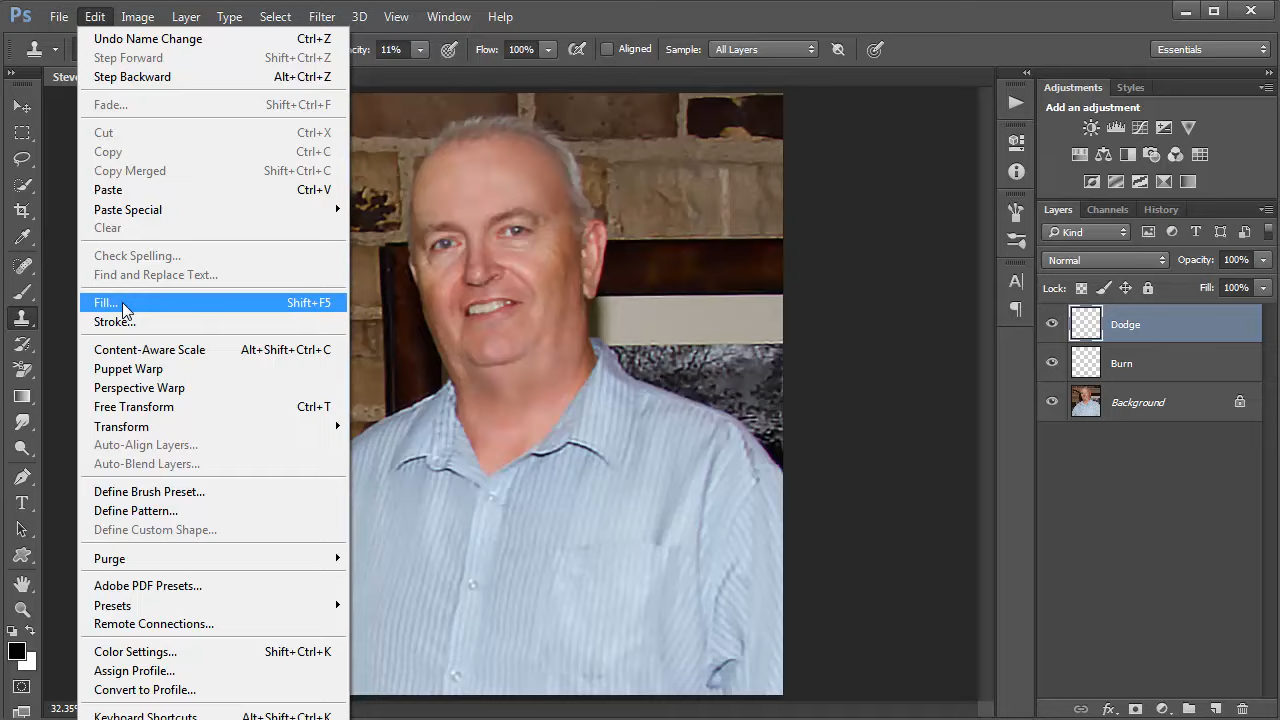 Ps File Edit Image Layer Type Select Filter 3D View Window Help
11% Flow: 100% Aligned Sample: All Layers Essentials
Undo Name Change Ctrl+Z
Step Forward Shift+Ctrl+Z
Step Backward Alt+Ctrl+Z
Fade... Shift+Ctrl+F
Cut Ctrl+X
Copy Ctrl+C
Copy Merged Shift+Ctrl+C
Paste Ctrl+V
Paste Special
Clear
Check Spelling...
Find and Replace Text...
Fill... Shift+F5
Stroke...
Content-Aware Scale Alt+Shift+Ctrl+C
Puppet Warp
Perspective Warp
Free Transform Ctrl+T
Transform
Auto-Align Layers...
Auto-Blend Layers...
Define Brush Preset...
Define Pattern...
Define Custom Shape...
Purge
Adobe PDF Presets...
Presets
Remote Connections...
Color Settings... Shift+Ctrl+K
Assign Profile...
Convert to Profile...
Keyboard Shortcuts Alt+Shift+Ctrl+K
32.35
Adjustments Styles
Add an adjustment
Layers Channels History
Kind
Normal Opacity: 100%
Lock: Fill: 100%
Dodge
Burn
Background